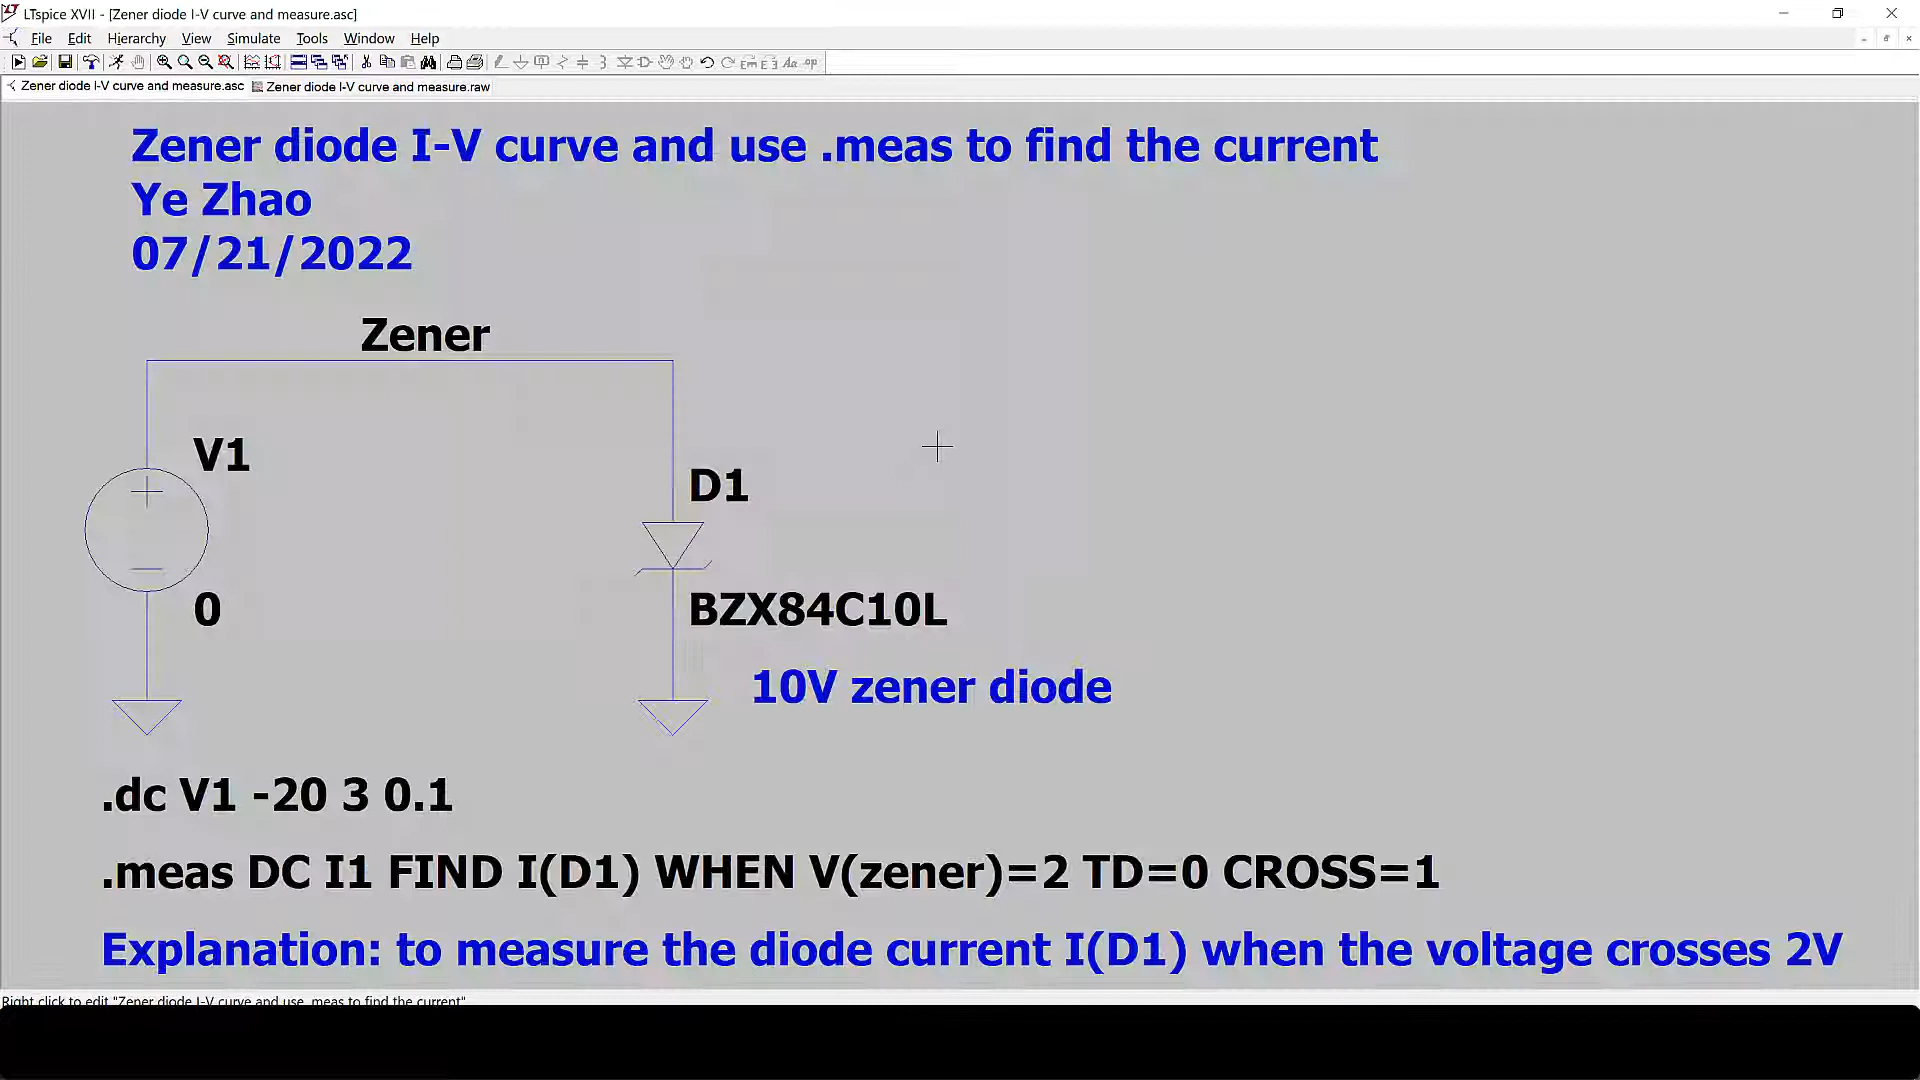 LTspice XVII - [Zener diode I-V curve and measure.asc]
File Edit Hierarchy View Simulate Tools Window Help
Zener diode I-V curve and measure.asc Zener diode I-V curve and measure.raw
Zener diode I-V curve and use .meas to find the current
Ye Zhao
07/21/2022
Zener
V1
D1
0
BZX84C10L
10V zener diode
.dc V1 -20 3 0.1
.meas DC I1 FIND I(D1) WHEN V(zener)=2 TD=0 CROSS=1
Explanation: to measure the diode current I(D1) when the voltage crosses 2V
Right click to edit "Zener diode I-V curve and use .meas to find the current"